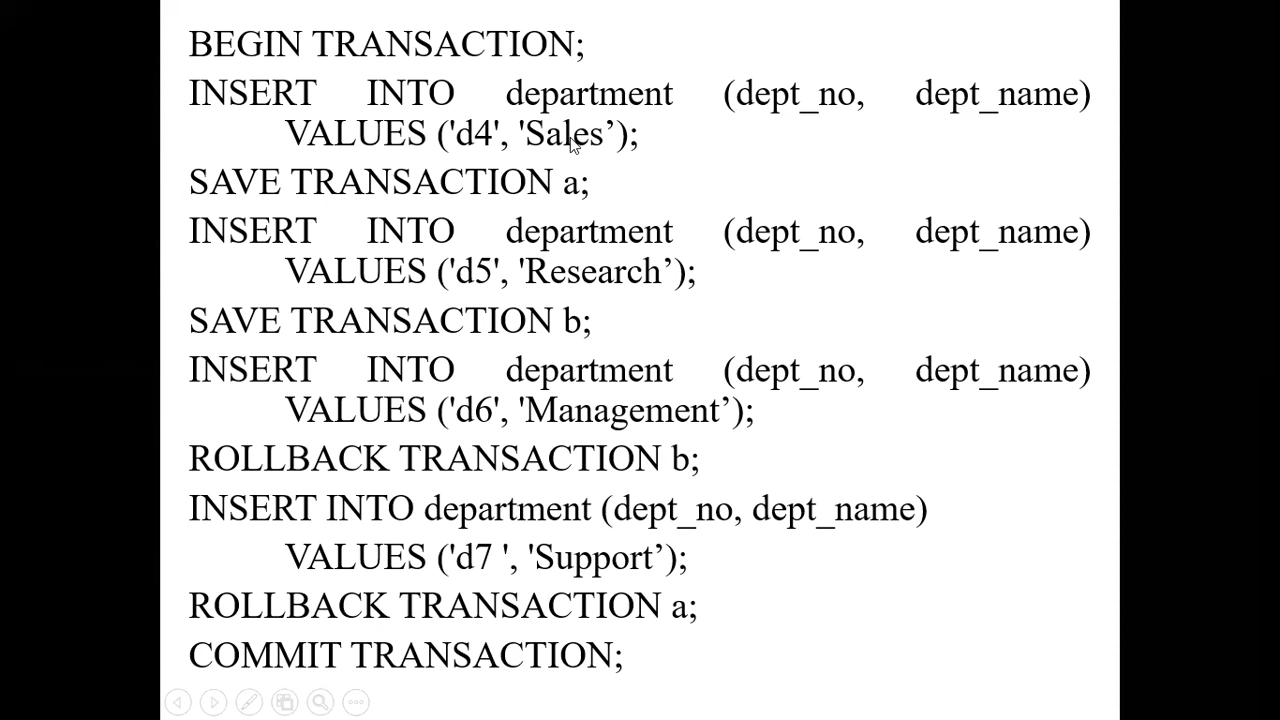 BEGIN TRANSACTION;
INSERT INTO department (dept_no, dept_name)
VALUES ('d4', 'Sales’);
SAVE TRANSACTION a;
INSERT INTO department (dept_no, dept_name)
VALUES ('d5', 'Research’);
SAVE TRANSACTION b;
INSERT INTO department (dept_no, dept_name)
VALUES ('d6', 'Management’);
ROLLBACK TRANSACTION b;
INSERT INTO department (dept_no, dept_name)
VALUES ('d7 ', 'Support’);
ROLLBACK TRANSACTION a;
COMMIT TRANSACTION;